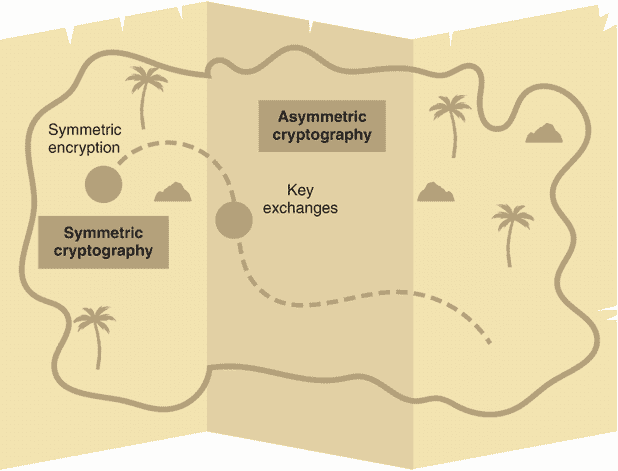 Symmetric
encryption
Symmetric
cryptography
Asymmetric
cryptography
Key
exchanges